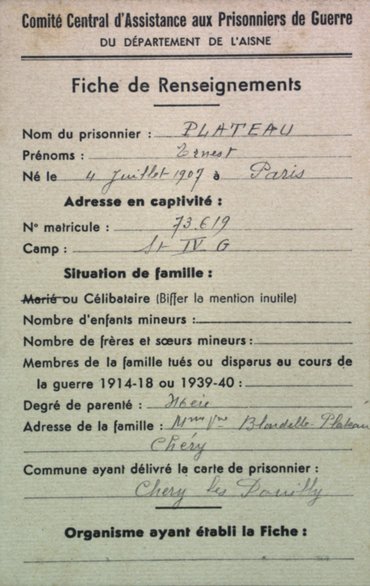 Comité Central d'Assistance aux Prisonniers de Guerre
DU DÉPARTEMENT DE L'AISNE
Fiche de Renseignements
Nom du prisonnier : PLATEAU
Prénoms : Ernest
Né le 4 Juillet 1907 à Paris
Adresse en captivité :
N° matricule : 73.619
Camp : St IV G
Situation de famille :
Marié ou Célibataire (Biffer la mention inutile)
Nombre d'enfants mineurs :
Nombre de frères et sœurs mineurs :
Membres de la famille tués ou disparus au cours de
la guerre 1914-18 ou 1939-40 :
Degré de parenté :
Adresse de la famille : Blondelle-Plateau
Chéry
Commune ayant délivré la carte de prisonnier :
Chery les Pouilly
Organisme ayant établi la Fiche :